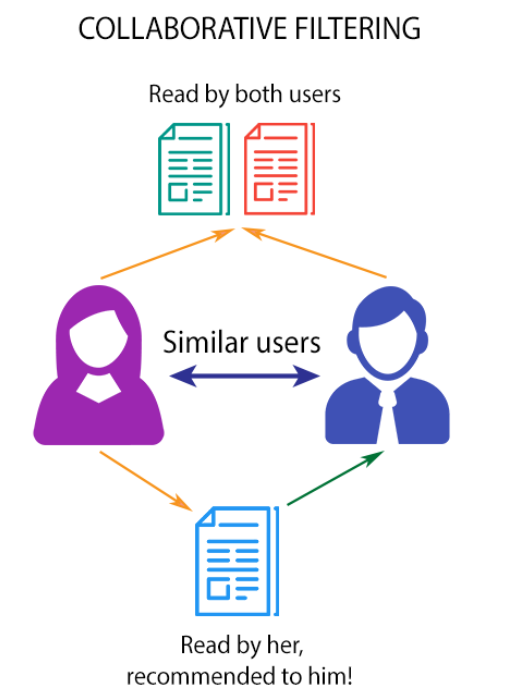 COLLABORATIVE FILTERING
Read by both users
Similar users
Read by her,
recommended to him!